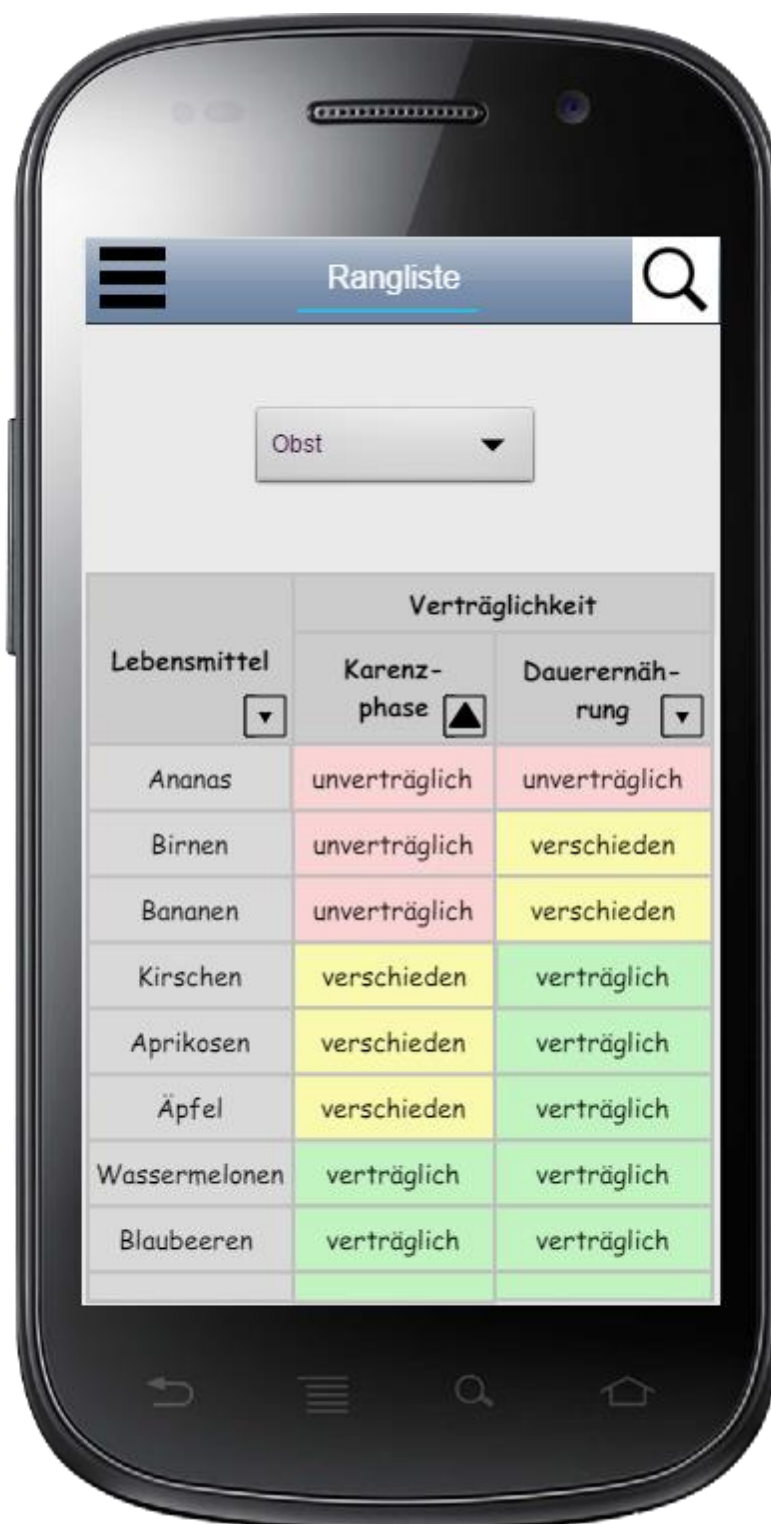 Rangliste
Obst
Verträglichkeit
Lebensmittel
Karenz-
phase
Dauerernäh-
rung
Ananas unverträglich unverträglich
Birnen unverträglich verschieden
Bananen unverträglich verschieden
Kirschen verschieden verträglich
Aprikosen verschieden verträglich
Äpfel verschieden verträglich
Wassermelonen verträglich verträglich
Blaubeeren verträglich verträglich